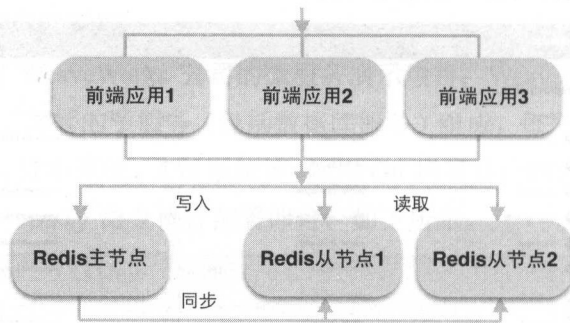 前端应用1
前端应用2
前端应用3
写入
读取
Redis主节点
Redis从节点1
Redis从节点2
同步